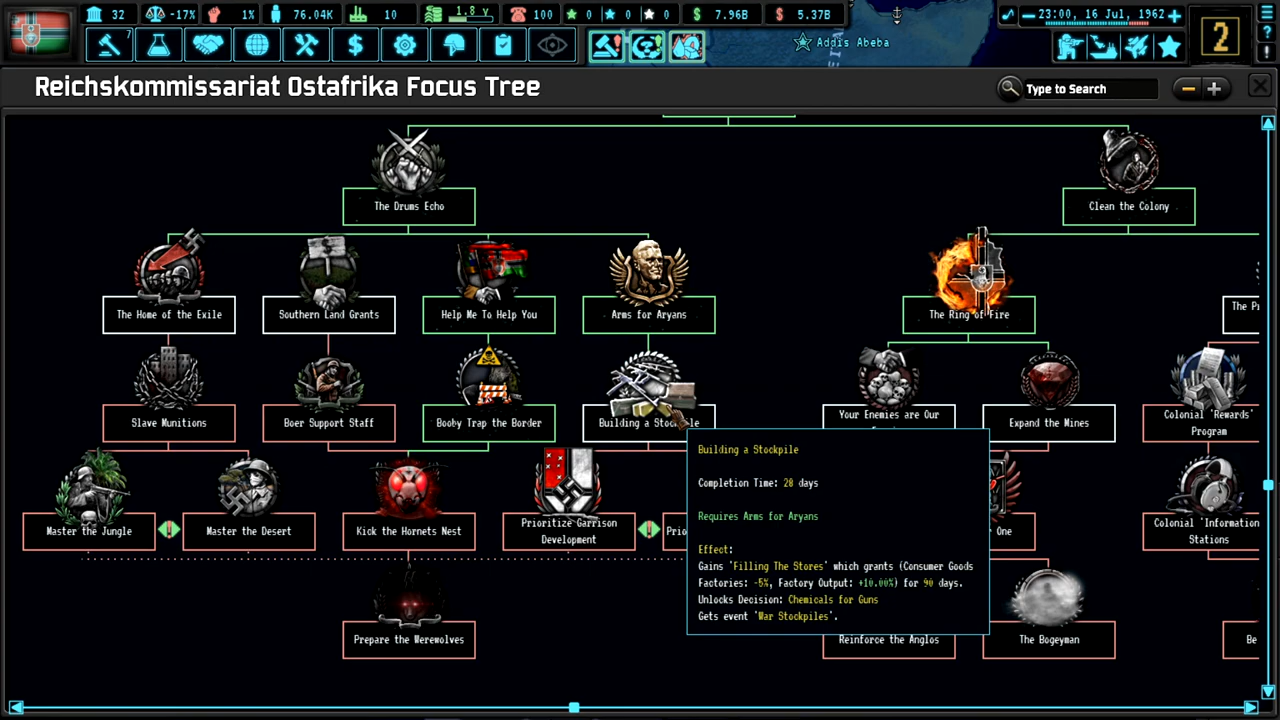 32 -17% 1% 76.04K 10 1.8 y 100 0 0 0 $ 7.96B $ 5.37B 23:00, 16 Jul, 1962
7
Addis Abeba
2
Reichskommissariat Ostafrika Focus Tree
Type to Search
The Drums Echo
Clean the Colony
The Home of the Exile
Southern Land Grants
Help Me To Help You
Arms for Aryans
The Ring of Fire
Slave Munitions
Boer Support Staff
Booby Trap the Border
Building a Stockpile
Your Enemies are Our
Expand the Mines
Colonial 'Rewards'
Program
Building a Stockpile
Completion Time: 28 days
Requires Arms for Aryans
Effect:
Gains 'Filling The Stores' which grants (Consumer Goods
Factories: -5%, Factory Output: +10.00%) for 90 days.
Unlocks Decision: Chemicals for Guns
Gets event 'War Stockpiles'.
Master the Jungle
Master the Desert
Kick the Hornets Nest
Prioritize Garrison
Development
One
Colonial 'Information
Stations
Prepare the Werewolves
Reinforce the Anglos
The Bogeyman